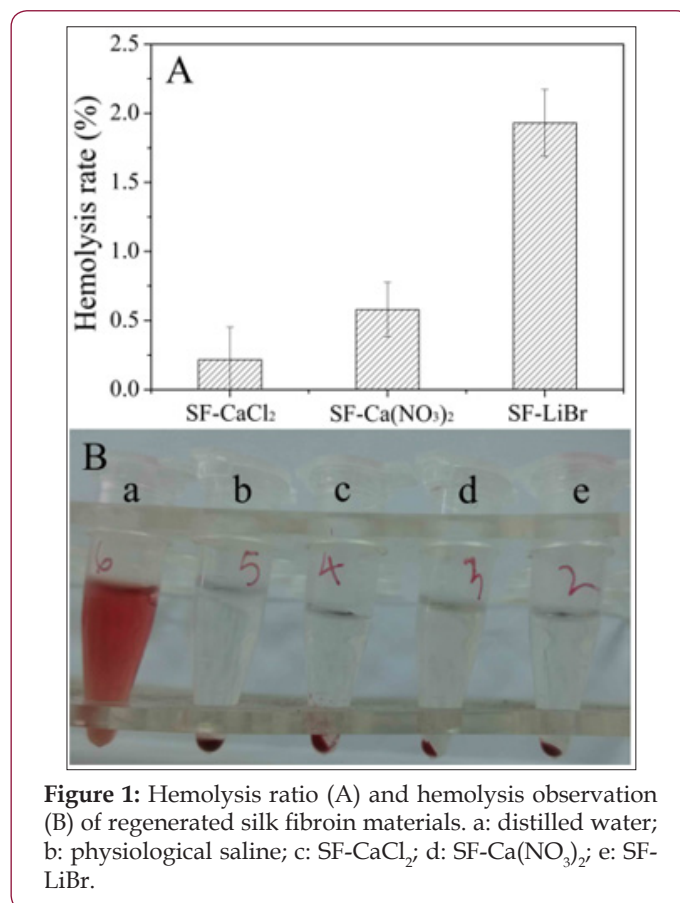 2.5
A
2.0
1.5
1.0
0.5
0.0
Hemolysis rate (%)
SF-CaCl₂ SF-Ca(NO₃)₂ SF-LiBr
B
a b c d e
6 5 4 3 2
Figure 1: Hemolysis ratio (A) and hemolysis observation
(B) of regenerated silk fibroin materials. a: distilled water;
b: physiological saline; c: SF-CaCl₂; d: SF-Ca(NO₃)₂; e: SF-
LiBr.